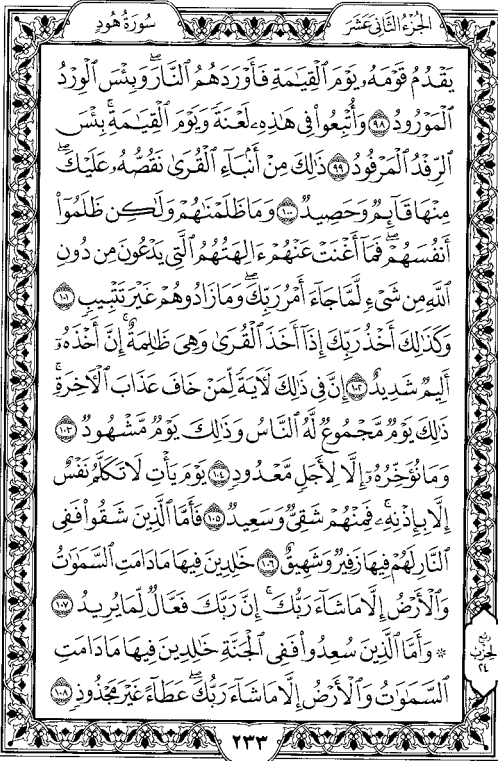 الجزء الثاني عشر
سورة هود
يَقْدُمُ قَوْمَهُۥ يَوْمَ ٱلْقِيَٰمَةِ فَأَوْرَدَهُمُ ٱلنَّارَۖ وَبِئْسَ ٱلْوِرْدُ
ٱلْمَوْرُودُ ٩٨ وَأُتْبِعُوا۟ فِى هَٰذِهِۦ لَعْنَةً وَيَوْمَ ٱلْقِيَٰمَةِۚ بِئْسَ
ٱلرِّفْدُ ٱلْمَرْفُودُ ٩٩ ذَٰلِكَ مِنْ أَنۢبَآءِ ٱلْقُرَىٰ نَقُصُّهُۥ عَلَيْكَۖ
مِنْهَا قَآئِمٌ وَحَصِيدٌ ١٠٠ وَمَا ظَلَمْنَٰهُمْ وَلَٰكِن ظَلَمُوٓا۟
أَنفُسَهُمْۖ فَمَآ أَغْنَتْ عَنْهُمْ ءَالِهَتُهُمُ ٱلَّتِى يَدْعُونَ مِن دُونِ
ٱللَّهِ مِن شَىْءٍ لَّمَّا جَآءَ أَمْرُ رَبِّكَۖ وَمَا زَادُوهُمْ غَيْرَ تَتْبِيبٍ ١٠١
وَكَذَٰلِكَ أَخْذُ رَبِّكَ إِذَآ أَخَذَ ٱلْقُرَىٰ وَهِىَ ظَٰلِمَةٌۚ إِنَّ أَخْذَهُۥٓ
أَلِيمٌ شَدِيدٌ ١٠٢ إِنَّ فِى ذَٰلِكَ لَءَايَةً لِّمَنْ خَافَ عَذَابَ ٱلْءَاخِرَةِۚ
ذَٰلِكَ يَوْمٌ مَّجْمُوعٌ لَّهُ ٱلنَّاسُ وَذَٰلِكَ يَوْمٌ مَّشْهُودٌ ١٠٣
وَمَا نُؤَخِّرُهُۥٓ إِلَّا لِأَجَلٍ مَّعْدُودٍ ١٠٤ يَوْمَ يَأْتِ لَا تَكَلَّمُ نَفْسٌ
إِلَّا بِإِذْنِهِۦۚ فَمِنْهُمْ شَقِىٌّ وَسَعِيدٌ ١٠٥ فَأَمَّا ٱلَّذِينَ شَقُوا۟ فَفِى
ٱلنَّارِ لَهُمْ فِيهَا زَفِيرٌ وَشَهِيقٌ ١٠٦ خَٰلِدِينَ فِيهَا مَا دَامَتِ ٱلسَّمَٰوَٰتُ
وَٱلْأَرْضُ إِلَّا مَا شَآءَ رَبُّكَۚ إِنَّ رَبَّكَ فَعَّالٌ لِّمَا يُرِيدُ ١٠٧
۞ وَأَمَّا ٱلَّذِينَ سُعِدُوا۟ فَفِى ٱلْجَنَّةِ خَٰلِدِينَ فِيهَا مَا دَامَتِ
ٱلسَّمَٰوَٰتُ وَٱلْأَرْضُ إِلَّا مَا شَآءَ رَبُّكَۖ عَطَآءً غَيْرَ مَجْذُوذٍ ١٠٨
ربع
الحزب
٢٤
٢٣٣